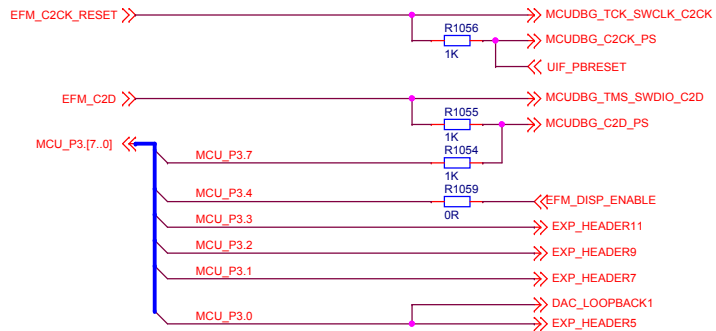 EFM_C2CK_RESET
MCUDBG_TCK_SWCLK_C2CK
R1056
1K
MCUDBG_C2CK_PS
UIF_PBRESET
EFM_C2D
MCUDBG_TMS_SWDIO_C2D
R1055
1K
MCUDBG_C2D_PS
MCU_P3.[7..0]
MCU_P3.7
R1054
1K
MCU_P3.4
R1059
0R
EFM_DISP_ENABLE
MCU_P3.3
EXP_HEADER11
MCU_P3.2
EXP_HEADER9
MCU_P3.1
EXP_HEADER7
DAC_LOOPBACK1
MCU_P3.0
EXP_HEADER5